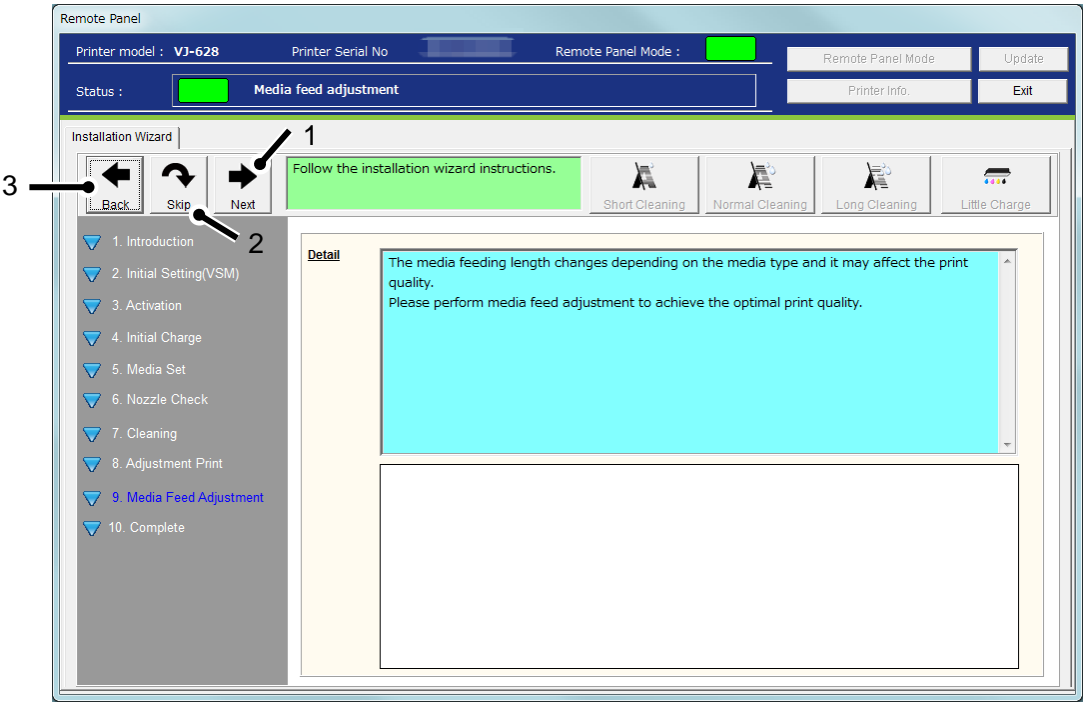 Remote Panel
Printer model : VJ-628 Printer Serial No Remote Panel Mode :
Remote Panel Mode Update
Status : Media feed adjustment
Printer Info. Exit
Installation Wizard
1
3
Back Skip Next
2
Follow the installation wizard instructions.
Short Cleaning Normal Cleaning Long Cleaning Little Charge
1. Introduction
2. Initial Setting(VSM)
3. Activation
4. Initial Charge
5. Media Set
6. Nozzle Check
7. Cleaning
8. Adjustment Print
9. Media Feed Adjustment
10. Complete
Detail
The media feeding length changes depending on the media type and it may affect the print
quality.
Please perform media feed adjustment to achieve the optimal print quality.